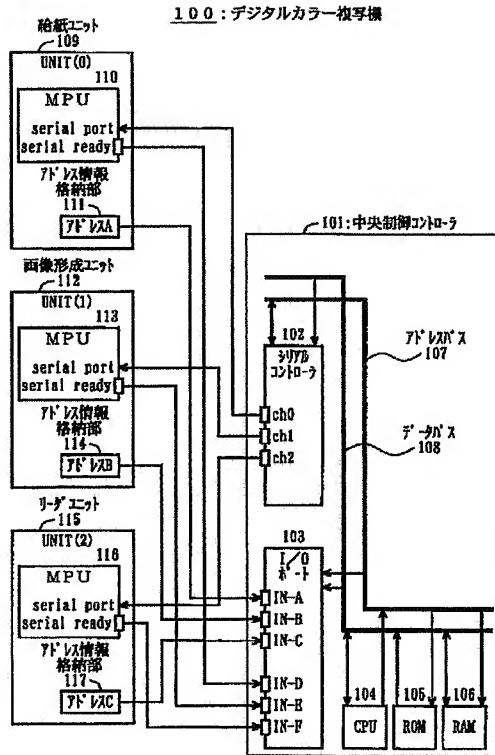 100：デジタルカラー複写機
給紙ユニット
109
UNIT(0)
110
MPU
serial port
serial ready
アドレス情報
格納部
111
アドレスA
画像形成ユニット
112
UNIT(1)
113
MPU
serial port
serial ready
アドレス情報
格納部
114
アドレスB
リーダユニット
115
UNIT(2)
116
MPU
serial port
serial ready
アドレス情報
格納部
117
アドレスC
101:中央制御コントローラ
102
シリアル
コントローラ
ch0
ch1
ch2
アドレスバス
107
データバス
108
103
I/O
ポート
IN-A
IN-B
IN-C
IN-D
IN-E
IN-F
104
CPU
105
ROM
106
RAM